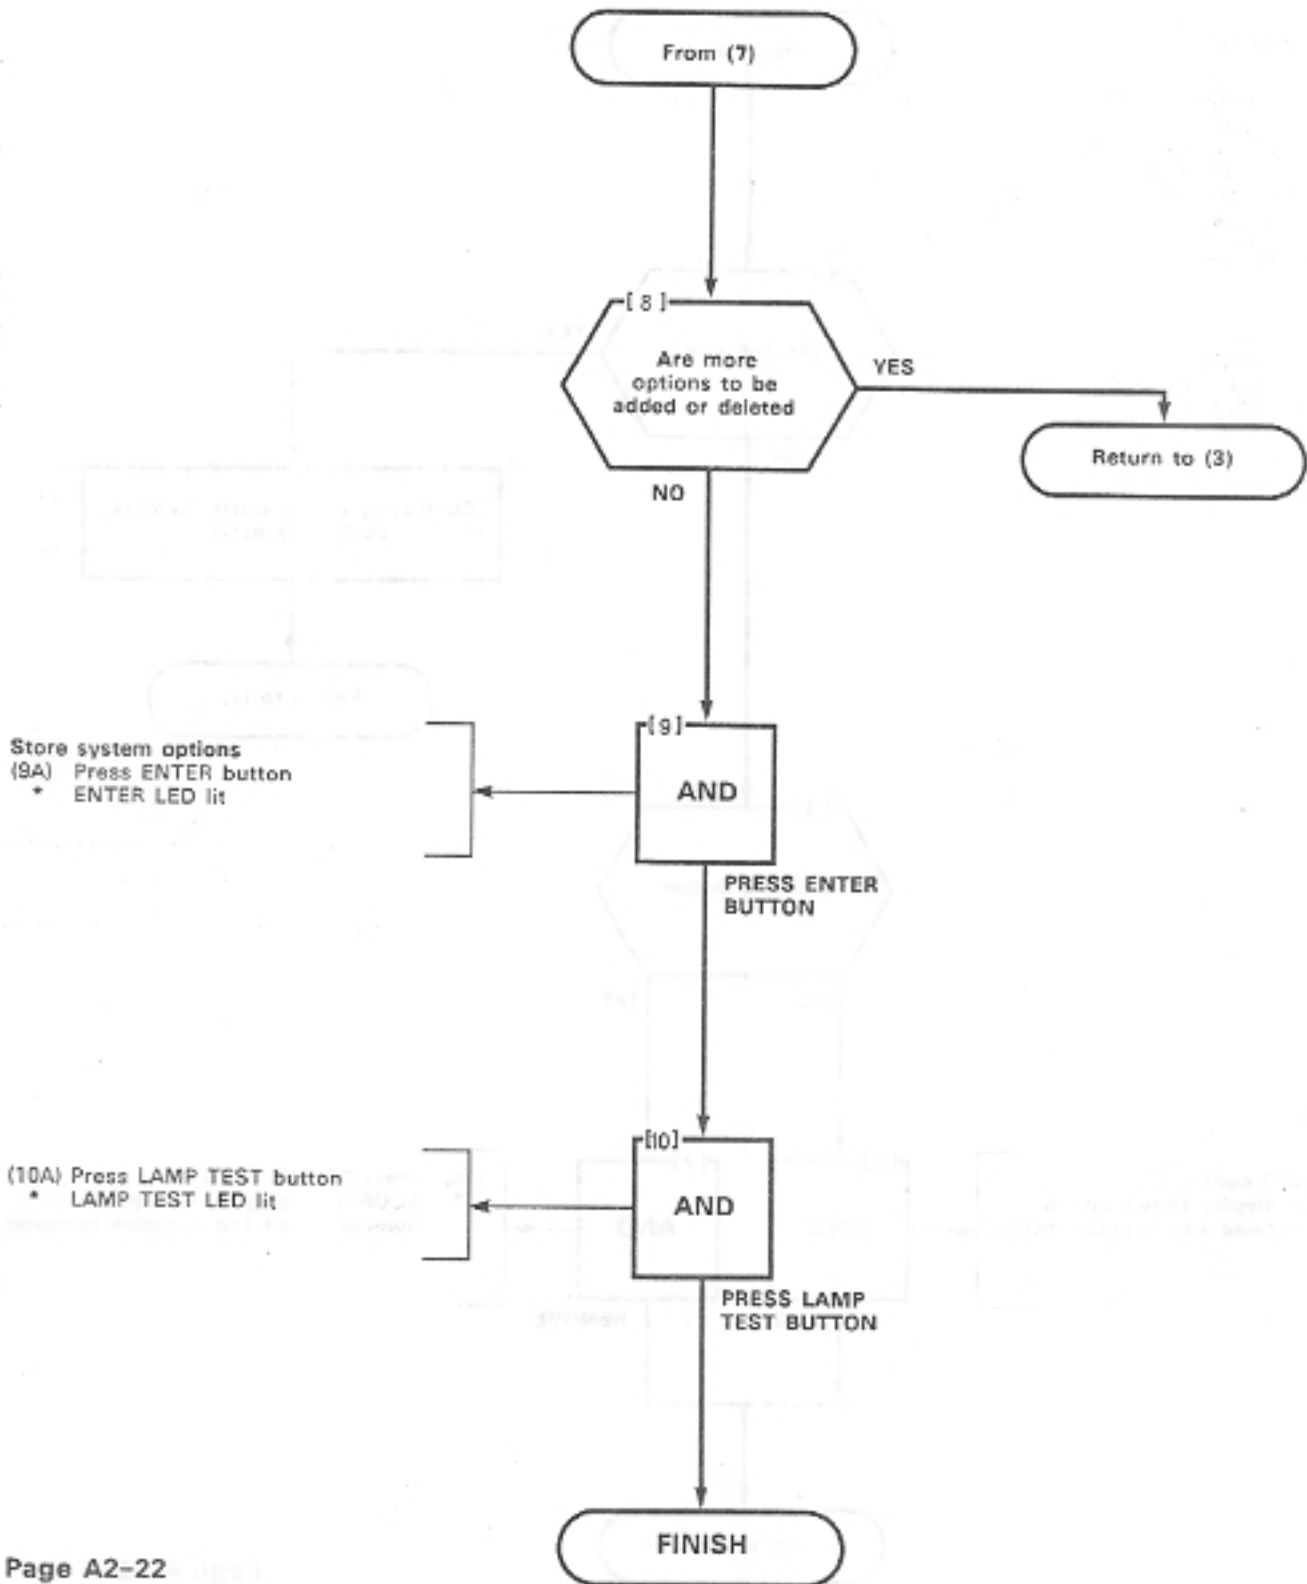 From (7)
[ 8 ]
Are more
options to be
added or deleted
YES
Return to (3)
NO
[9]
AND
Store system options
(9A) Press ENTER button
* ENTER LED lit
PRESS ENTER
BUTTON
[10]
AND
(10A) Press LAMP TEST button
* LAMP TEST LED lit
PRESS LAMP
TEST BUTTON
FINISH
Page A2-22